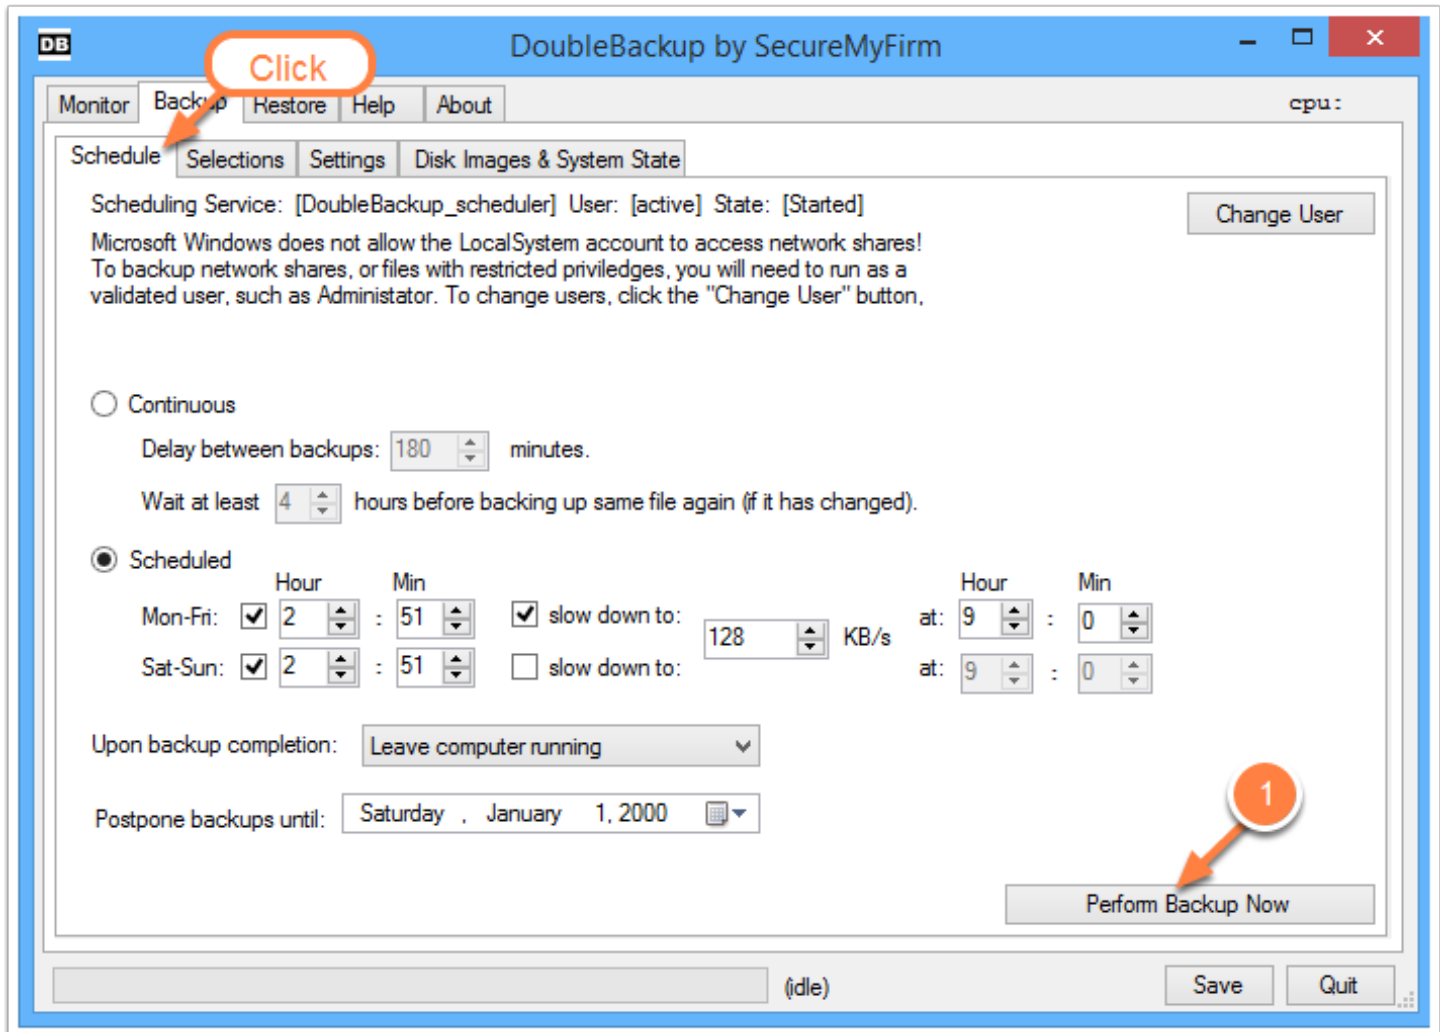 DB
DoubleBackup by SecureMyFirm
Click
Monitor Backup Restore Help About cpu:
Schedule Selections Settings Disk Images & System State
Scheduling Service: [DoubleBackup_scheduler] User: [active] State: [Started]
Change User
Microsoft Windows does not allow the LocalSystem account to access network shares!
To backup network shares, or files with restricted priviledges, you will need to run as a
validated user, such as Administator. To change users, click the "Change User" button,
Continuous
Delay between backups: 180 minutes.
Wait at least 4 hours before backing up same file again (if it has changed).
Scheduled
Hour Min Hour Min
Mon-Fri: 2 : 51 slow down to: 128 KB/s at: 9 : 0
Sat-Sun: 2 : 51 slow down to: at: 9 : 0
Upon backup completion: Leave computer running
Postpone backups until: Saturday , January 1, 2000
1
Perform Backup Now
(idle) Save Quit